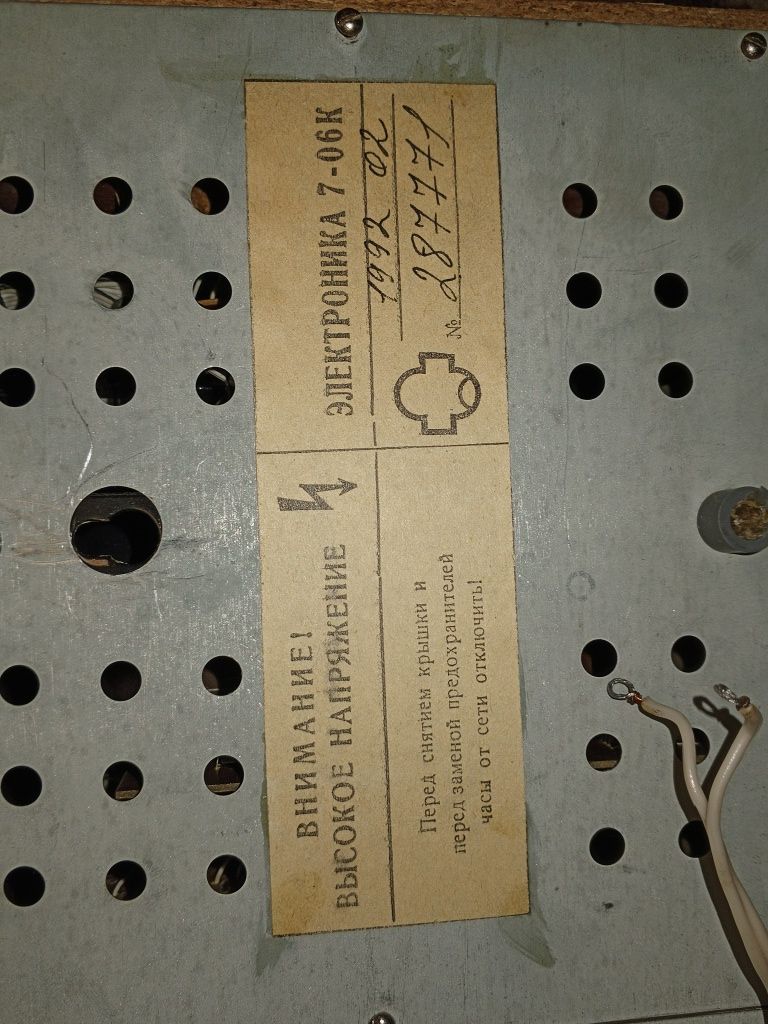 ВНИМАНИЕ!
ВЫСОКОЕ НАПРЯЖЕНИЕ
Перед снятием крышки и
перед заменой предохранителей
часы от сети отключить!
ЭЛЕКТРОНИКА 7-06К
1992 02
№ 287771